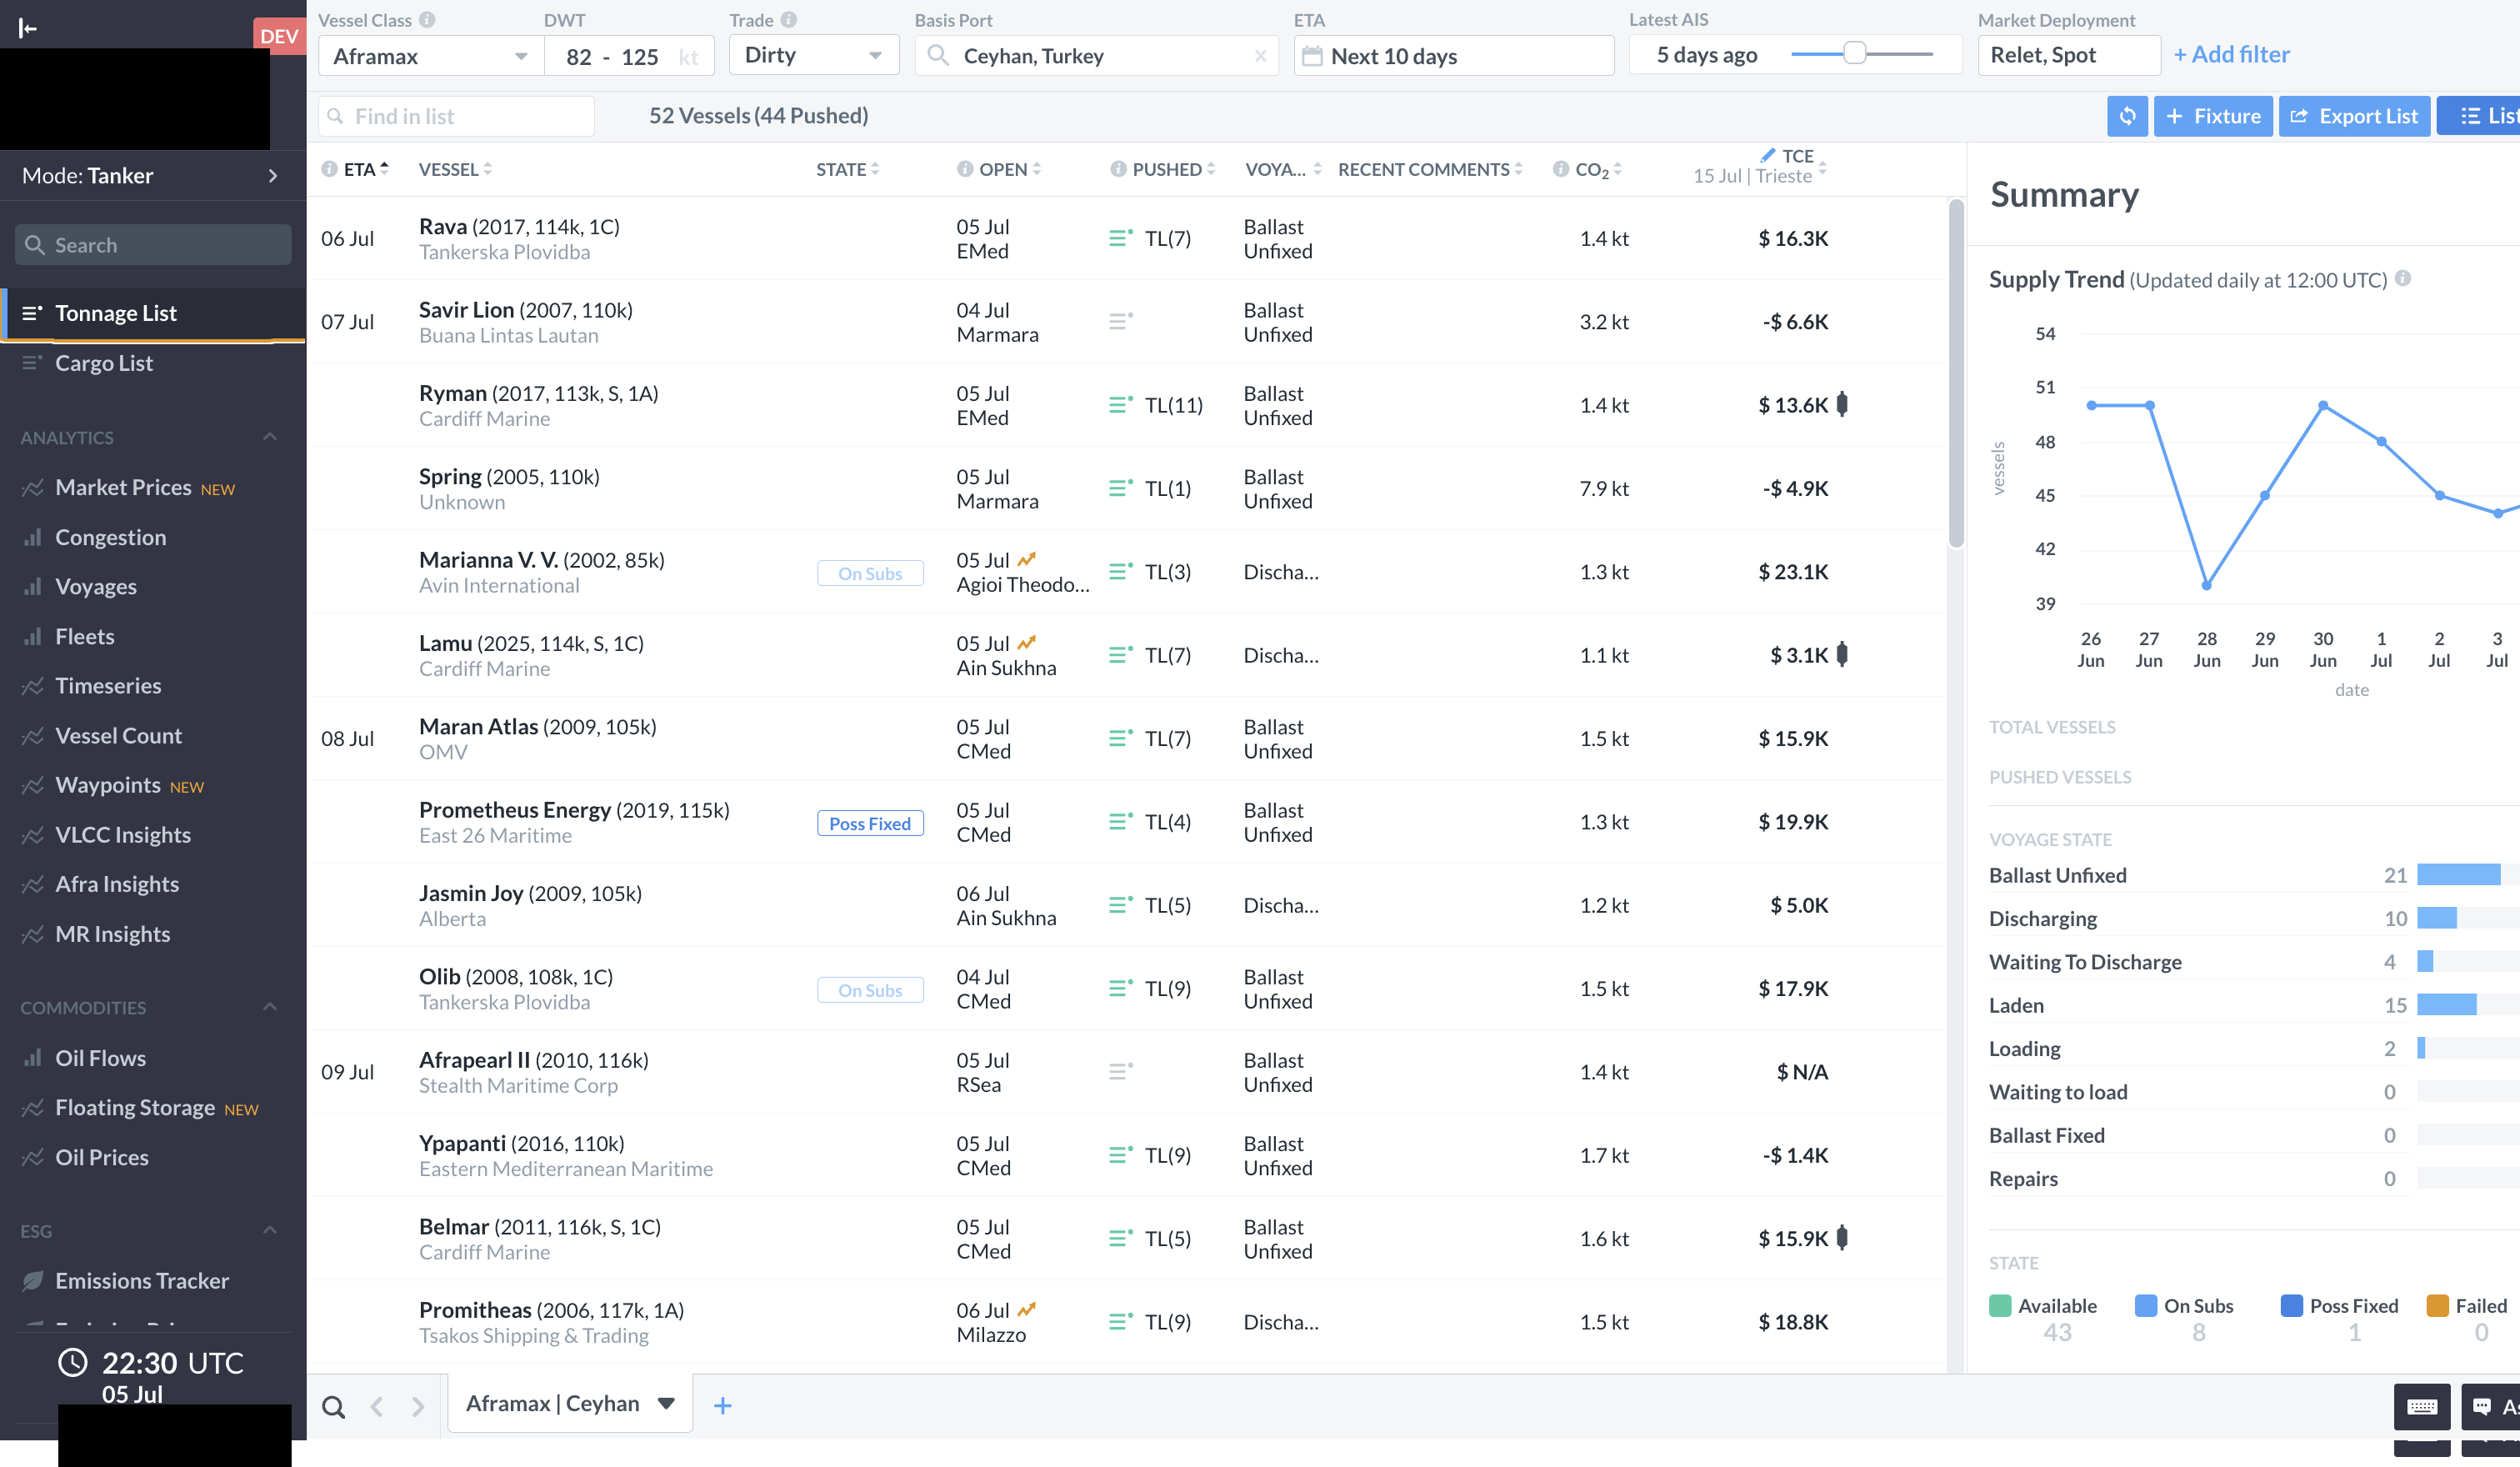 DEV
Mode: Tanker
Search
Tonnage List
Cargo List
ANALYTICS
Market Prices NEW
Congestion
Voyages
Fleets
Timeseries
Vessel Count
Waypoints NEW
VLCC Insights
Afra Insights
MR Insights
COMMODITIES
Oil Flows
Floating Storage NEW
Oil Prices
ESG
Emissions Tracker
22:30 UTC
05 Jul
Vessel Class DWT Trade Basis Port ETA Latest AIS Market Deployment
Aframax 82 - 125 kt Dirty Ceyhan, Turkey Next 10 days 5 days ago Relet, Spot + Add filter
Find in list 52 Vessels (44 Pushed) + Fixture Export List List
ETA VESSEL STATE OPEN PUSHED VOYA... RECENT COMMENTS CO₂ TCE
15 Jul | Trieste
06 Jul Rava (2017, 114k, 1C) 05 Jul TL(7) Ballast 1.4 kt $ 16.3K
Tankerska Plovidba EMed Unfixed
07 Jul Savir Lion (2007, 110k) 04 Jul Ballast 3.2 kt -$ 6.6K
Buana Lintas Lautan Marmara Unfixed
Ryman (2017, 113k, S, 1A) 05 Jul TL(11) Ballast 1.4 kt $ 13.6K
Cardiff Marine EMed Unfixed
Spring (2005, 110k) 05 Jul TL(1) Ballast 7.9 kt -$ 4.9K
Unknown Marmara Unfixed
Marianna V. V. (2002, 85k) On Subs 05 Jul TL(3) Discha... 1.3 kt $ 23.1K
Avin International Agioi Theodo...
Lamu (2025, 114k, S, 1C) 05 Jul TL(7) Discha... 1.1 kt $ 3.1K
Cardiff Marine Ain Sukhna
08 Jul Maran Atlas (2009, 105k) 05 Jul TL(7) Ballast 1.5 kt $ 15.9K
OMV CMed Unfixed
Prometheus Energy (2019, 115k) Poss Fixed 05 Jul TL(4) Ballast 1.3 kt $ 19.9K
East 26 Maritime CMed Unfixed
Jasmin Joy (2009, 105k) 06 Jul TL(5) Discha... 1.2 kt $ 5.0K
Alberta Ain Sukhna
Olib (2008, 108k, 1C) On Subs 04 Jul TL(9) Ballast 1.5 kt $ 17.9K
Tankerska Plovidba CMed Unfixed
09 Jul Afrapearl II (2010, 116k) 05 Jul Ballast 1.4 kt $ N/A
Stealth Maritime Corp RSea Unfixed
Ypapanti (2016, 110k) 05 Jul TL(9) Ballast 1.7 kt -$ 1.4K
Eastern Mediterranean Maritime CMed Unfixed
Belmar (2011, 116k, S, 1C) 05 Jul TL(5) Ballast 1.6 kt $ 15.9K
Cardiff Marine CMed Unfixed
Promitheas (2006, 117k, 1A) 06 Jul TL(9) Discha... 1.5 kt $ 18.8K
Tsakos Shipping & Trading Milazzo
Aframax | Ceyhan +
Summary
Supply Trend (Updated daily at 12:00 UTC)
vessels
54
51
48
45
42
39
26 27 28 29 30 1 2 3
Jun Jun Jun Jun Jun Jul Jul Jul
date
TOTAL VESSELS
PUSHED VESSELS
VOYAGE STATE
Ballast Unfixed 21
Discharging 10
Waiting To Discharge 4
Laden 15
Loading 2
Waiting to load 0
Ballast Fixed 0
Repairs 0
STATE
Available On Subs Poss Fixed Failed
43 8 1 0